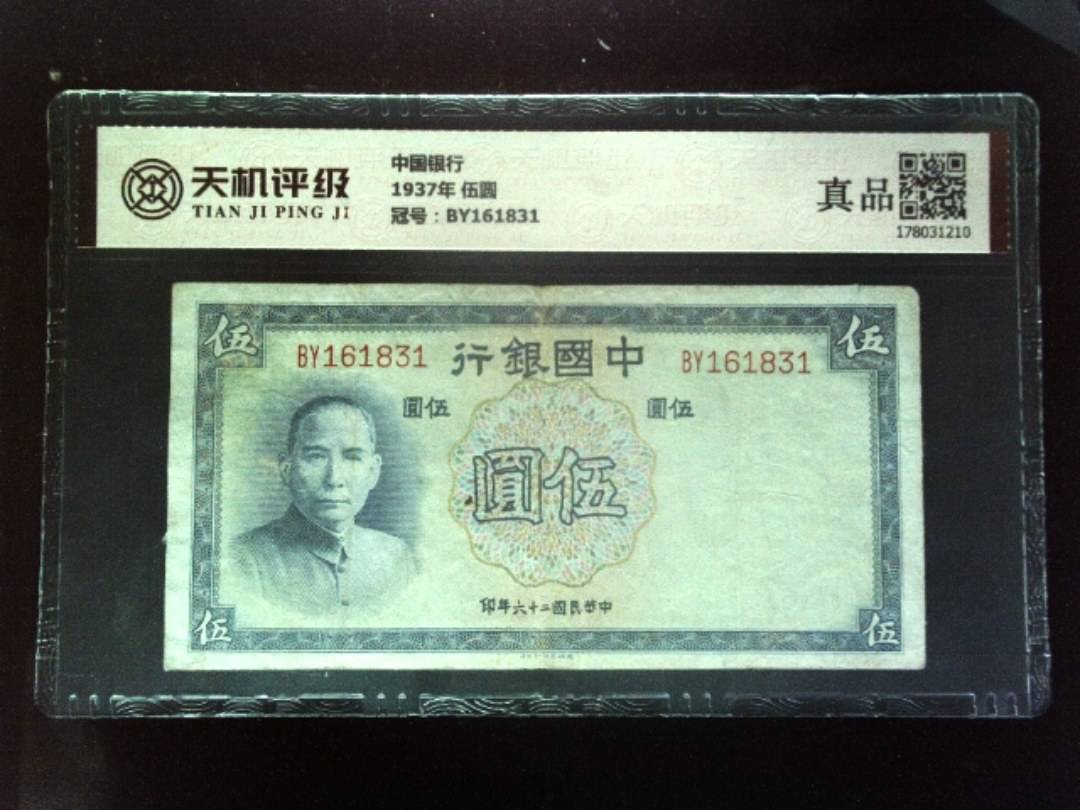 天机评级
TIAN JI PING JI
中国银行
1937年 伍圆
冠号：BY161831
真品
178031210
伍
伍
BY161831
行銀國中
BY161831
圓伍
圓伍
圓伍
印年六十二國民華中
伍
伍